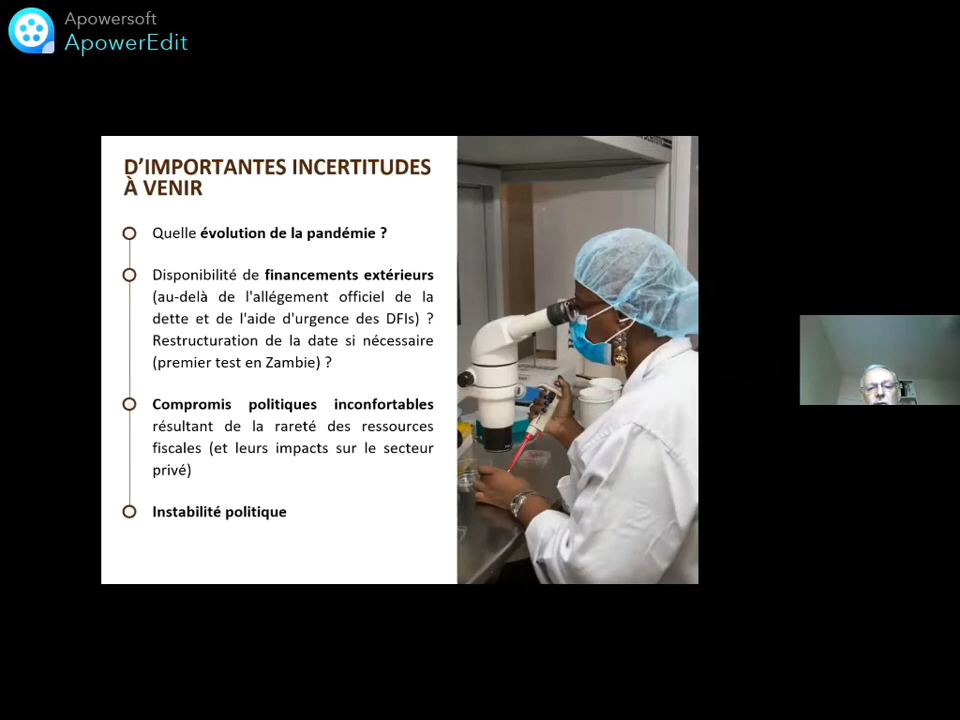 Apowersoft
ApowerEdit
D'IMPORTANTES INCERTITUDES
À VENIR
Quelle évolution de la pandémie ?
Disponibilité de financements extérieurs
(au-delà de l'allégement officiel de la
dette et de l'aide d'urgence des DFIs) ?
Restructuration de la date si nécessaire
(premier test en Zambie) ?
Compromis politiques inconfortables
résultant de la rareté des ressources
fiscales (et leurs impacts sur le secteur
privé)
Instabilité politique